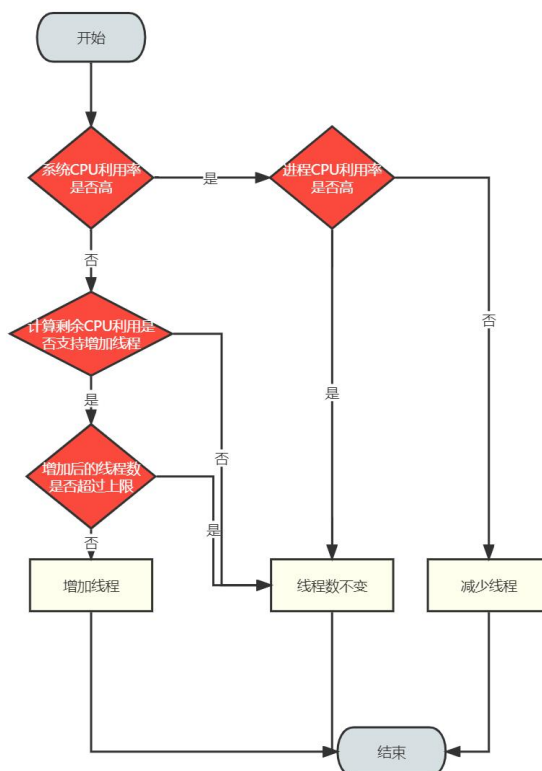 开始
系统CPU利用率
是否高
是
进程CPU利用率
是否高
否
计算剩余CPU利用是
否支持增加线程
否
是
是
增加后的线程数
是否超过上限
否
是
否
增加线程
线程数不变
减少线程
结束